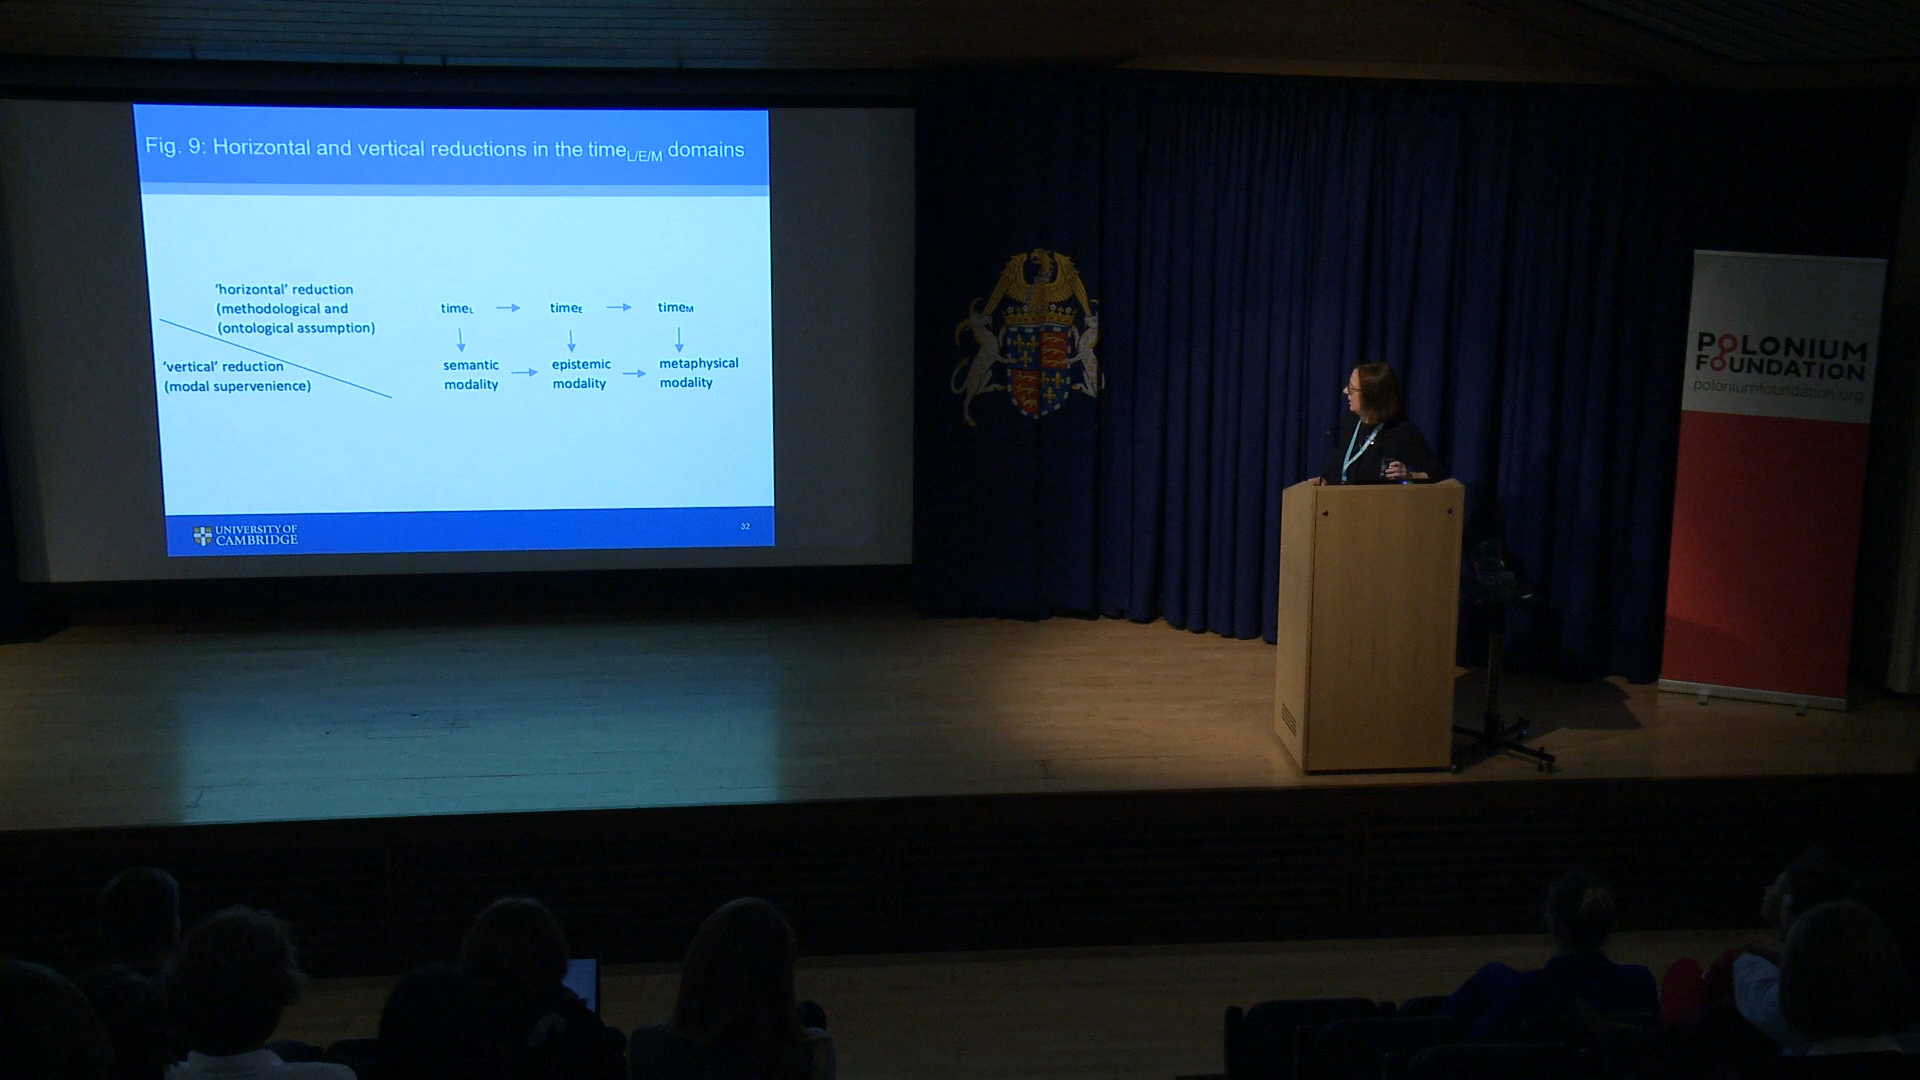 Fig. 9: Horizontal and vertical reductions in the timeL/E/M domains
‘horizontal’ reduction
(methodological and
(ontological assumption)
‘vertical’ reduction
(modal supervenience)
timeL
timeE
timeM
semantic
modality
epistemic
modality
metaphysical
modality
UNIVERSITY OF
CAMBRIDGE
32
POLONIUM
FOUNDATION
poloniumfoundation.org